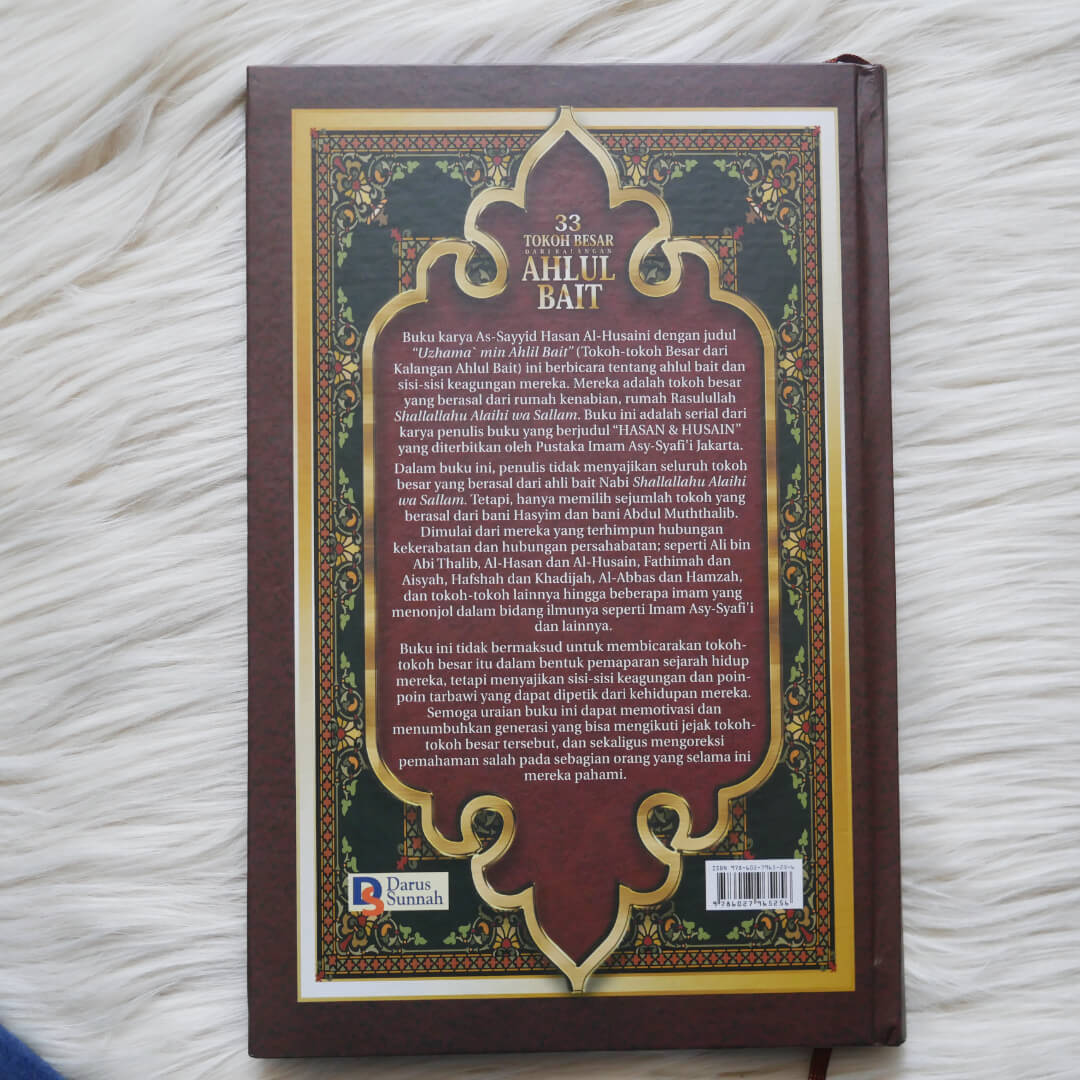 33
TOKOH BESAR
DARI KALANGAN
AHLUL
BAIT
Buku karya As-Sayyid Hasan Al-Husaini dengan judul
“Uzhama` min Ahlil Bait” (Tokoh-tokoh Besar dari
Kalangan Ahlul Bait) ini berbicara tentang ahlul bait dan
sisi-sisi keagungan mereka. Mereka adalah tokoh besar
yang berasal dari rumah kenabian, rumah Rasulullah
Shallallahu Alaihi wa Sallam. Buku ini adalah serial dari
karya penulis buku yang berjudul “HASAN & HUSAIN”
yang diterbitkan oleh Pustaka Imam Asy-Syafi’i Jakarta.
Dalam buku ini, penulis tidak menyajikan seluruh tokoh
besar yang berasal dari ahli bait Nabi Shallallahu Alaihi
wa Sallam. Tetapi, hanya memilih sejumlah tokoh yang
berasal dari bani Hasyim dan bani Abdul Muththalib.
Dimulai dari mereka yang terhimpun hubungan
kekerabatan dan hubungan persahabatan; seperti Ali bin
Abi Thalib, Al-Hasan dan Al-Husain, Fathimah dan
Aisyah, Hafshah dan Khadijah, Al-Abbas dan Hamzah,
dan tokoh-tokoh lainnya hingga beberapa imam yang
menonjol dalam bidang ilmunya seperti Imam Asy-Syafi’i
dan lainnya.
Buku ini tidak bermaksud untuk membicarakan tokoh-
tokoh besar itu dalam bentuk pemaparan sejarah hidup
mereka, tetapi menyajikan sisi-sisi keagungan dan poin-
poin tarbawi yang dapat dipetik dari kehidupan mereka.
Semoga uraian buku ini dapat memotivasi dan
menumbuhkan generasi yang bisa mengikuti jejak tokoh-
tokoh besar tersebut, dan sekaligus mengoreksi
pemahaman salah pada sebagian orang yang selama ini
mereka pahami.
DS Darus
Sunnah
ISBN 978-602-7965-25-6
9 786027 965256